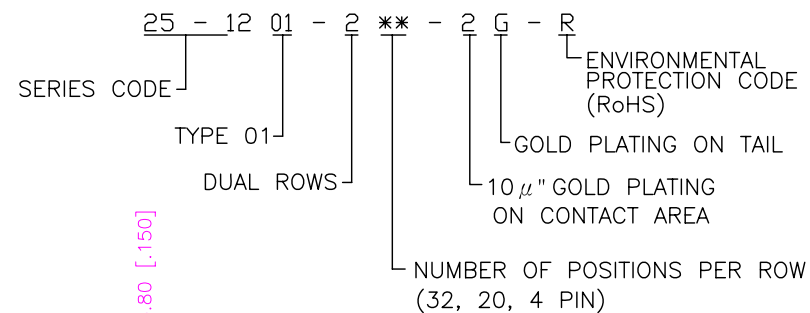 25 - 12 01 - 2 ** - 2 G - R
ENVIRONMENTAL
PROTECTION CODE
(RoHS)
SERIES CODE
TYPE 01
GOLD PLATING ON TAIL
DUAL ROWS
10 μ" GOLD PLATING
ON CONTACT AREA
.80 [.150]
NUMBER OF POSITIONS PER ROW
(32, 20, 4 PIN)